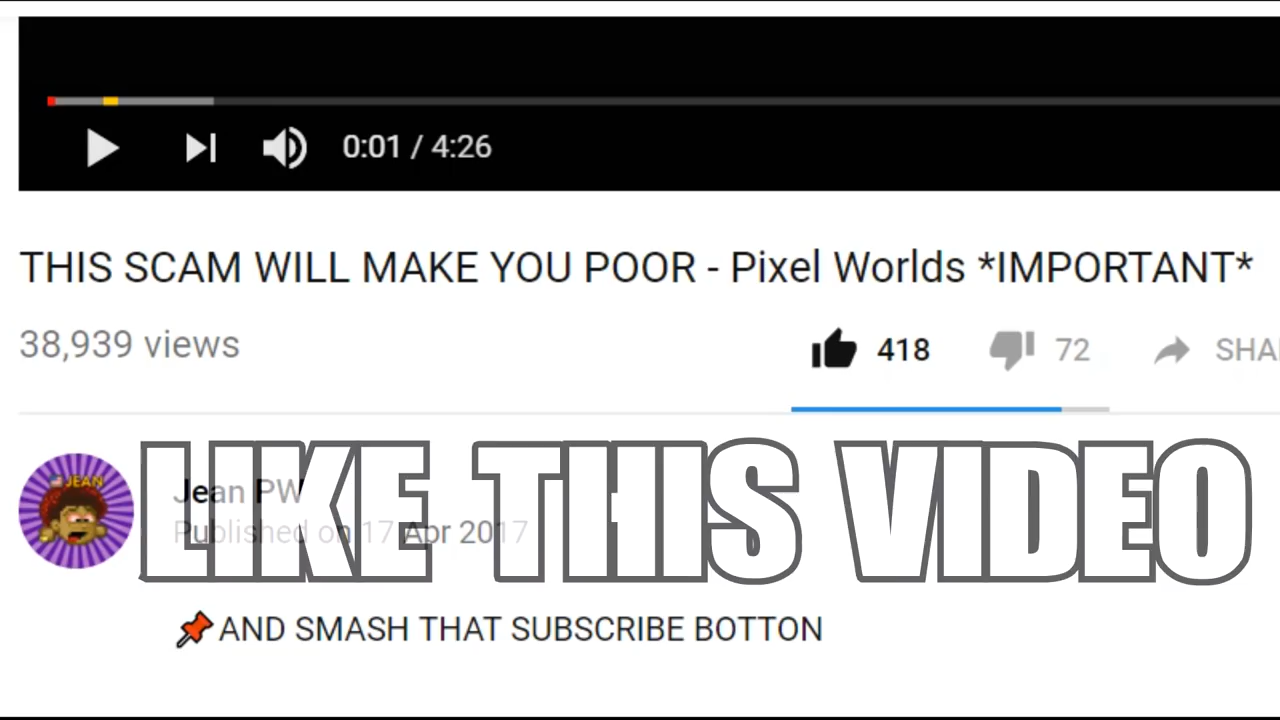 0:01 / 4:26
THIS SCAM WILL MAKE YOU POOR - Pixel Worlds *IMPORTANT*
38,939 views
418 72 SHA
JEAN
Jean PW
Published on 17 Apr 2017
LIKE THIS VIDEO
AND SMASH THAT SUBSCRIBE BOTTON